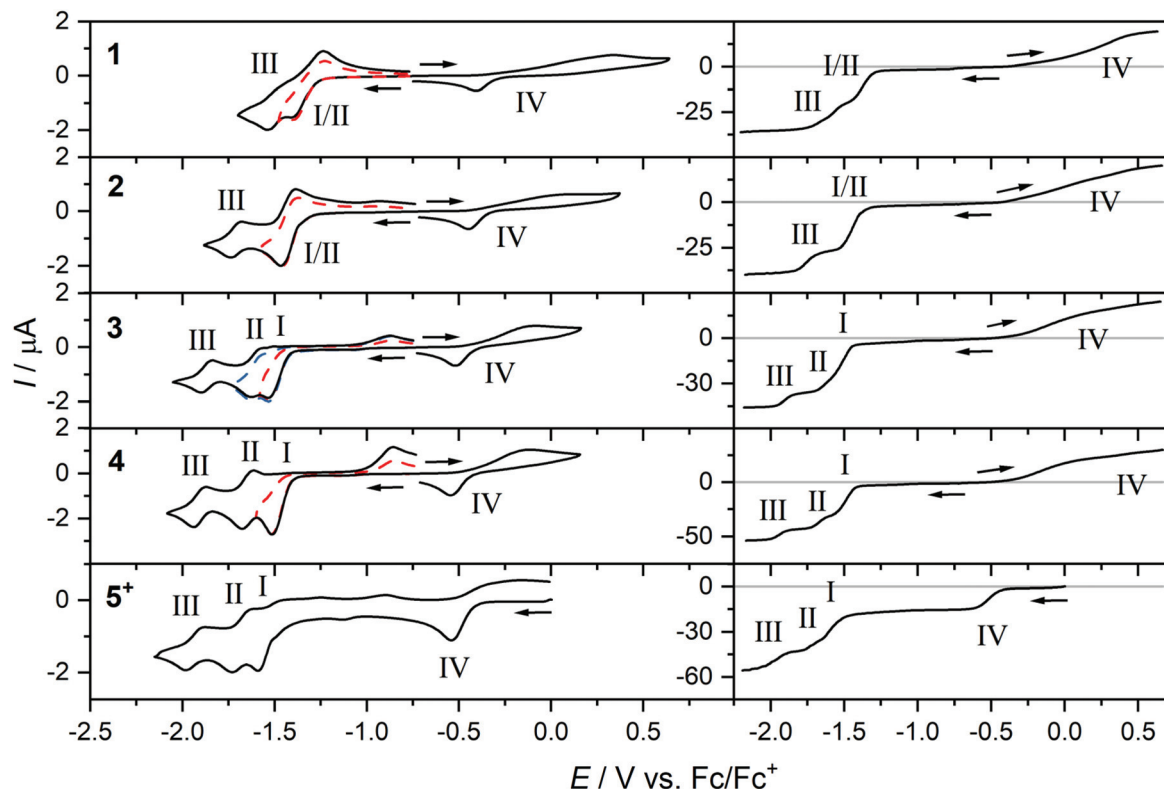 2
1
III
I/II
0
I/II
IV
-2
0
I/II
III
IV
-25
2
2
III
0
I/II
IV
-2
0
I/II
III
IV
-25
2
3
III
II
I
0
IV
-2
0
I
II
III
IV
-30
2
4
III
II
I
0
IV
-2
0
I
II
III
IV
-50
5+
III
II
I
0
IV
-2
0
I
II
III
IV
-30
-60
I / μA
-2.5 -2.0 -1.5 -1.0 -0.5 0.0 0.5
-2.0 -1.5 -1.0 -0.5 0.0 0.5
E / V vs. Fc/Fc+